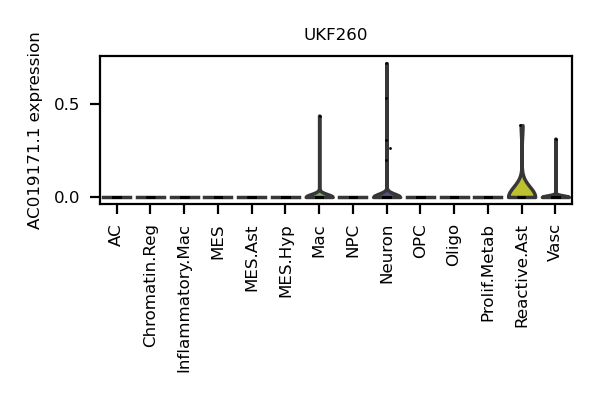 UKF260
AC019171.1 expression
0.5
0.0
AC
Chromatin.Reg
Inflammatory.Mac
MES
MES.Ast
MES.Hyp
Mac
NPC
Neuron
OPC
Oligo
Prolif.Metab
Reactive.Ast
Vasc